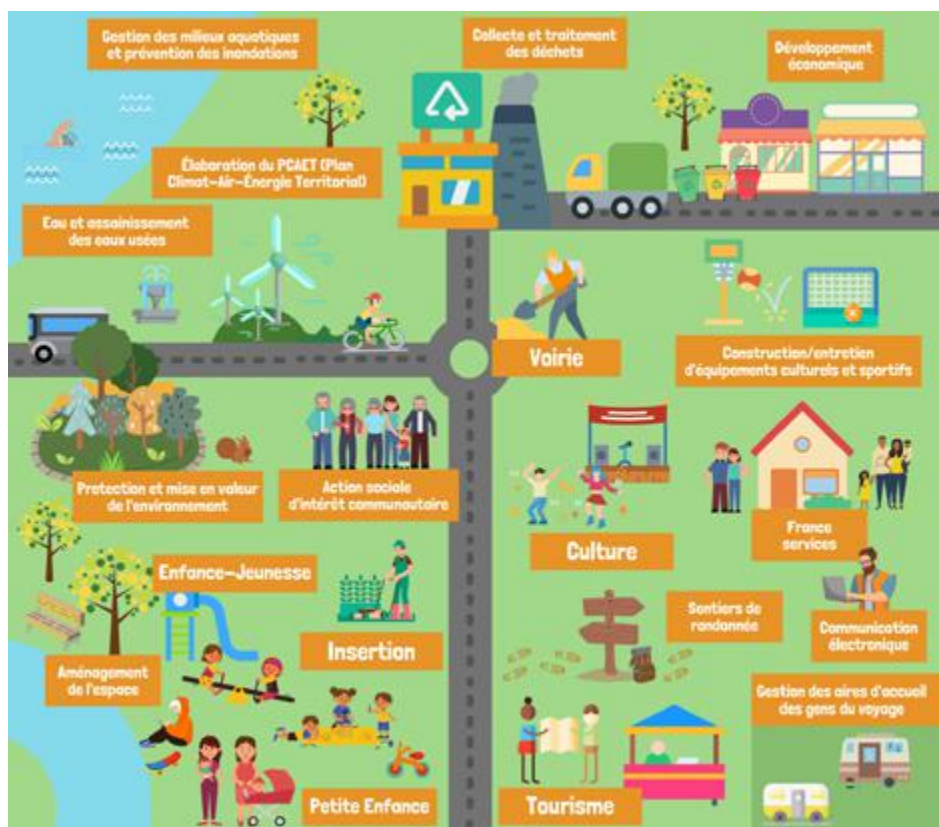 Gestion des milieux aquatiques
et prévention des inondations
Collecte et traitement
des déchets
Développement
économique
Élaboration du PCAET (Plan
Climat-Air-Énergie Territorial)
Eau et assainissement
des eaux usées
Voirie
Construction/entretien
d'équipements culturels et sportifs
Protection et mise en valeur
de l'environnement
Action sociale
d'intérêt communautaire
Culture
France
services
Enfance-Jeunesse
Insertion
Sentiers de
randonnée
Communication
électronique
Aménagement
de l'espace
Gestion des aires d'accueil
des gens du voyage
Petite Enfance
Tourisme